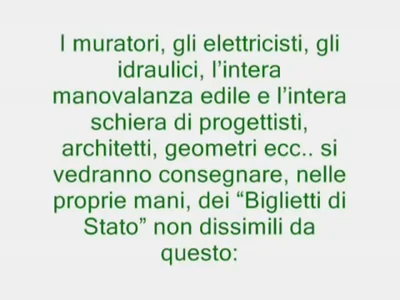 I muratori, gli elettricisti, gli
idraulici, l'intera
manovalanza edile e l'intera
schiera di progettisti,
architetti, geometri ecc.. si
vedranno consegnare, nelle
proprie mani, dei “Biglietti di
Stato” non dissimili da
questo: